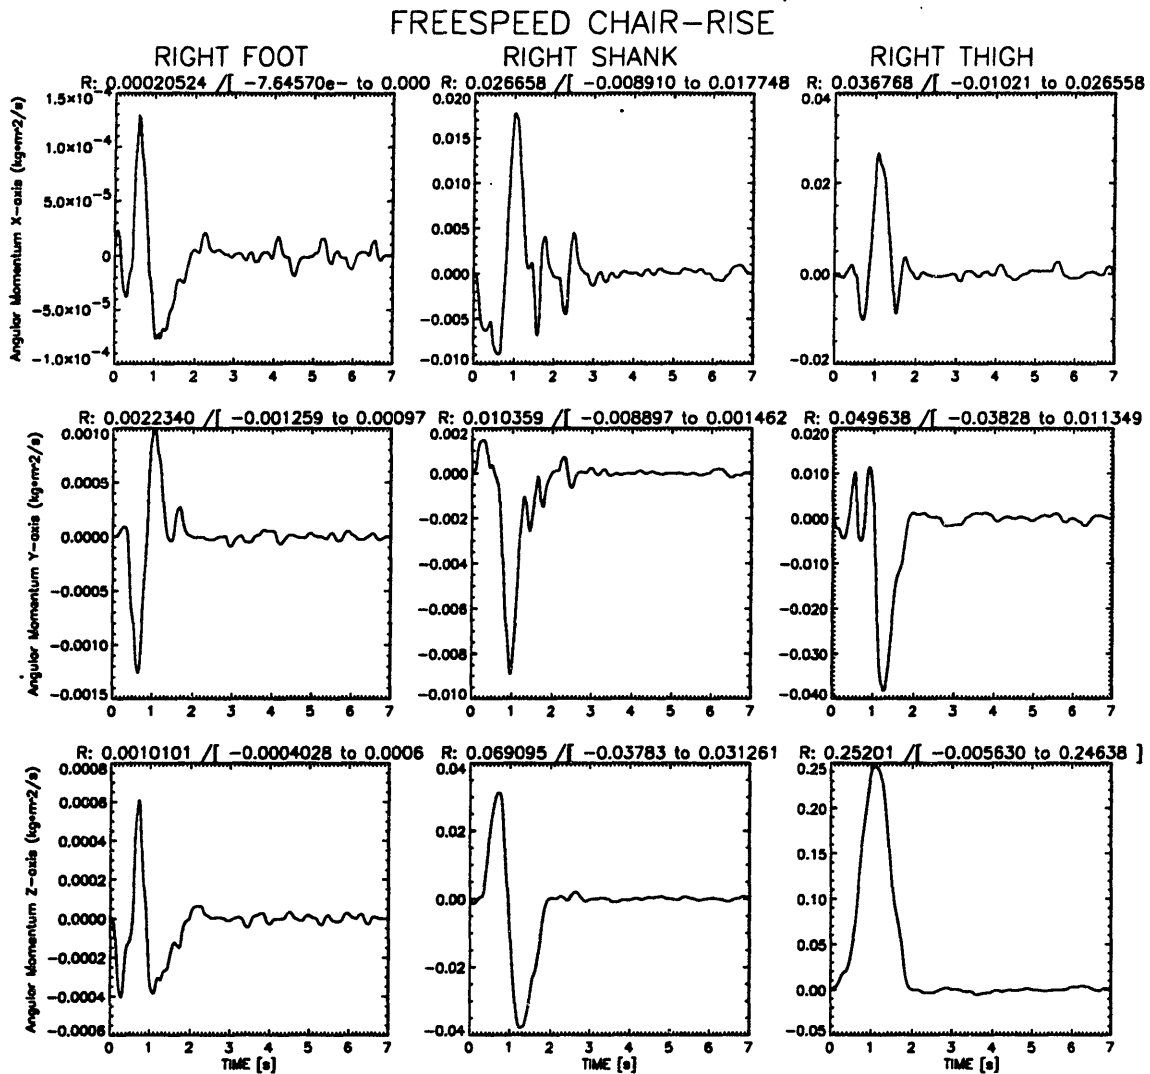 FREESPEED CHAIR-RISE
RIGHT FOOT RIGHT SHANK RIGHT THIGH
R: 0.00020524 /[ -7.64570e- to 0.000 R: 0.026658 /[ -0.008910 to 0.017748 R: 0.036768 /[ -0.01021 to 0.026558
Angular Momentum X-axis (kg*m^2/s)
1.5×10-4 0.020 0.04
1.0×10-4 0.015 0.02
5.0×10-5 0.010 0.00
0 0.005 -0.02
-5.0×10-5 0.000
-1.0×10-4 -0.005
-0.010
0 1 2 3 4 5 6 7 0 1 2 3 4 5 6 7 0 1 2 3 4 5 6 7
R: 0.0022340 /[ -0.001259 to 0.00097 R: 0.010359 /[ -0.008897 to 0.001462 R: 0.049638 /[ -0.03828 to 0.011349
Angular Momentum Y-axis (kg*m^2/s)
0.0010 0.002 0.020
0.0005 0.000 0.010
0.0000 -0.002 0.000
-0.0005 -0.004 -0.010
-0.0010 -0.006 -0.020
-0.0015 -0.008 -0.030
-0.010 -0.040
0 1 2 3 4 5 6 7 0 1 2 3 4 5 6 7 0 1 2 3 4 5 6 7
R: 0.0010101 /[ -0.0004028 to 0.0006 R: 0.069095 /[ -0.03783 to 0.031261 R: 0.25201 /[ -0.005630 to 0.24638 ]
Angular Momentum Z-axis (kg*m^2/s)
0.0008 0.04 0.25
0.0006 0.02 0.20
0.0004 0.00 0.15
0.0002 -0.02 0.10
0.0000 -0.04 0.05
-0.0002 0.00
-0.0004 -0.05
-0.0006
0 1 2 3 4 5 6 7 0 1 2 3 4 5 6 7 0 1 2 3 4 5 6 7
TIME [s] TIME [s] TIME [s]